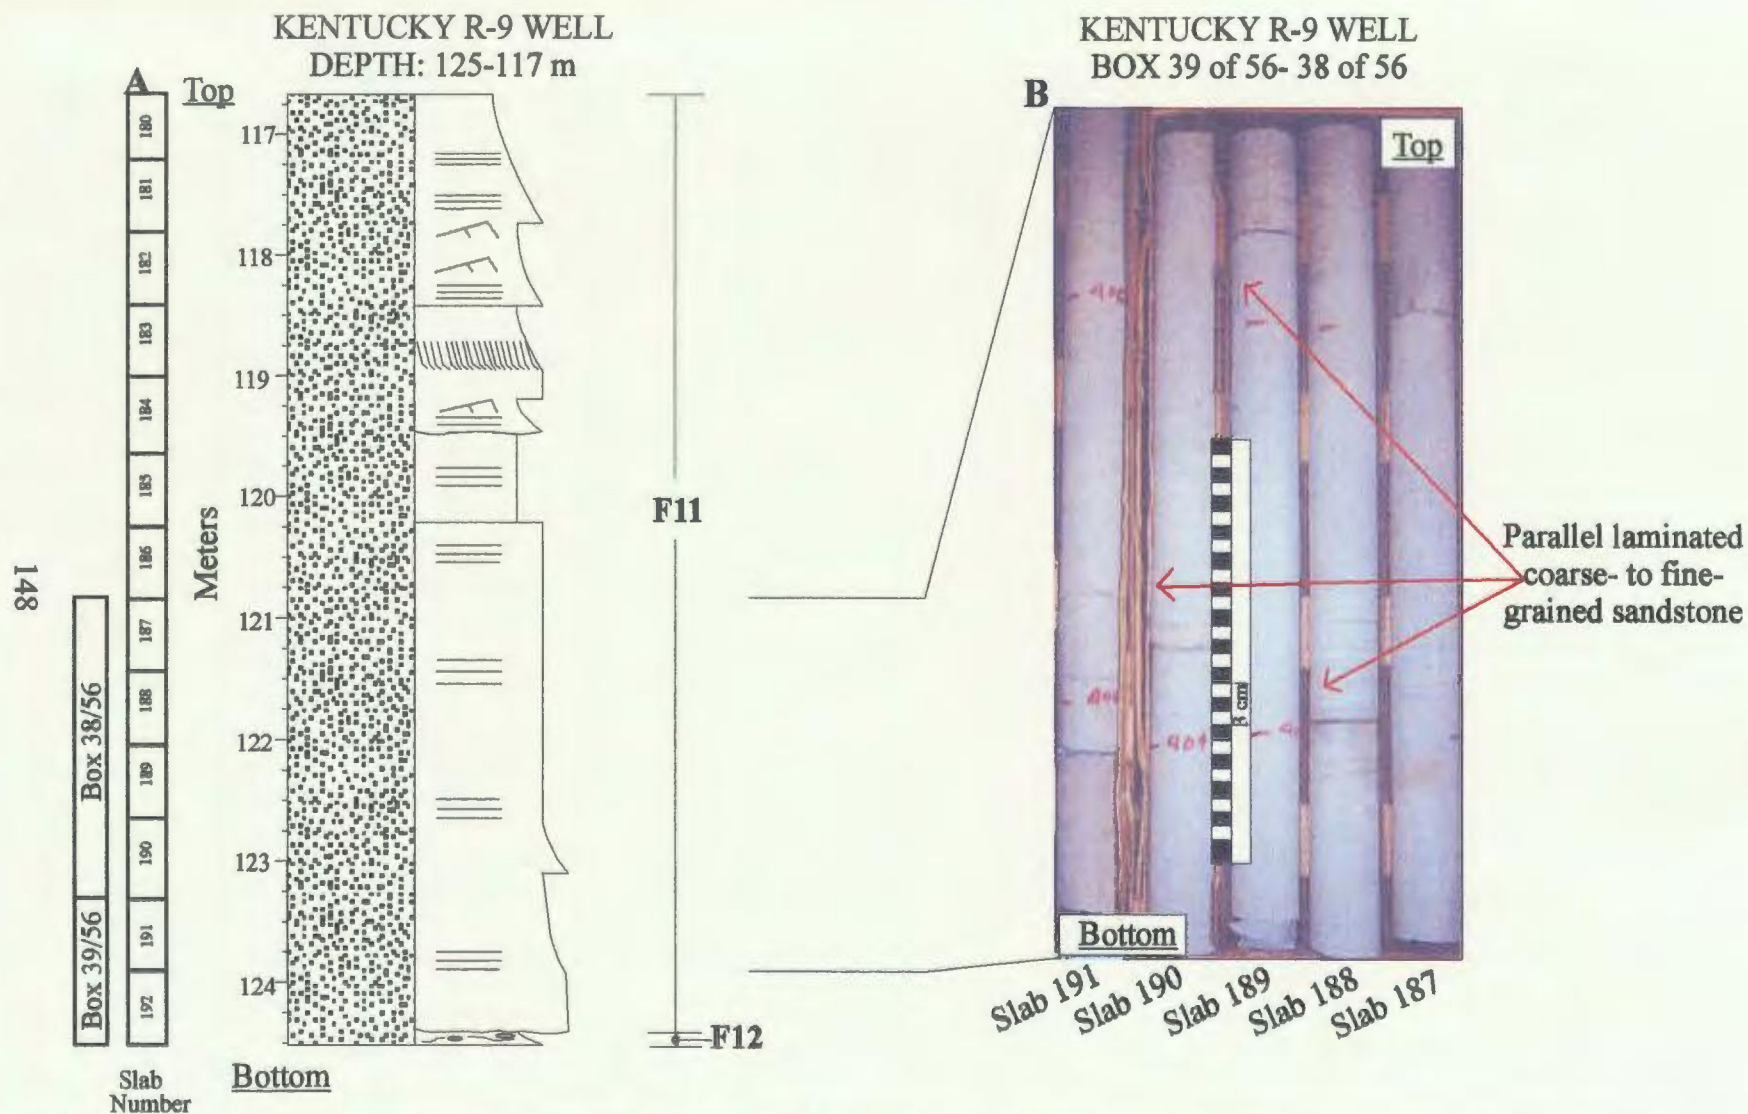 KENTUCKY R-9 WELL
DEPTH: 125-117 m
A
Top
180
181
182
183
184
185
186
187
188
189
190
191
192
Box 38/56
Box 39/56
Slab
Number
Meters
117
118
119
120
121
122
123
124
Bottom
F11
F12
148
KENTUCKY R-9 WELL
BOX 39 of 56- 38 of 56
B
Top
3 cm
404
Bottom
Parallel laminated
coarse- to fine-
grained sandstone
Slab 191
Slab 190
Slab 189
Slab 188
Slab 187